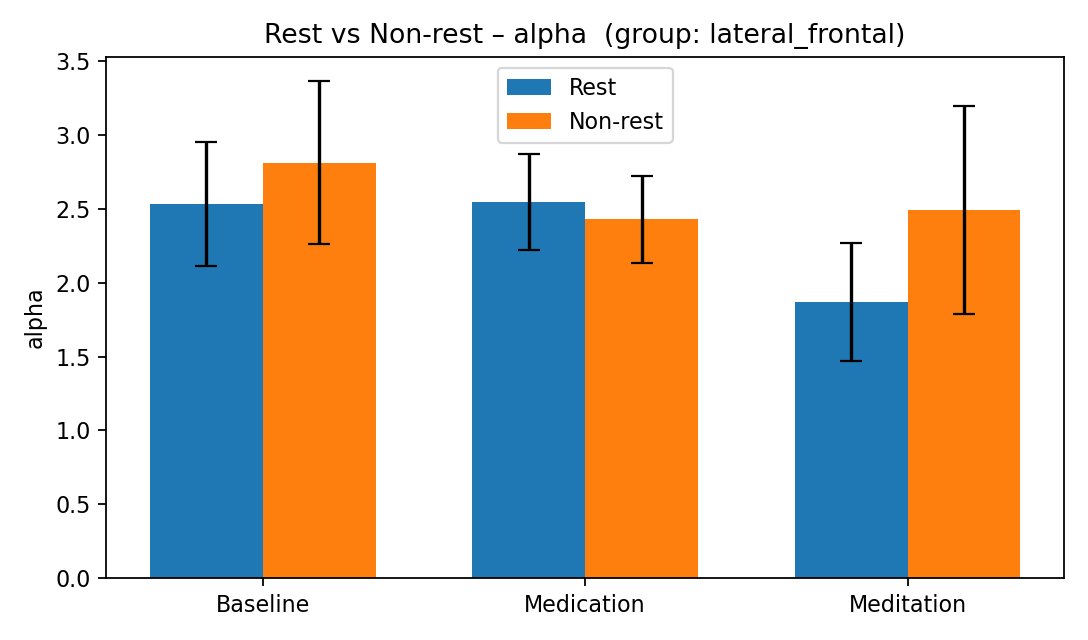 Rest vs Non-rest – alpha  (group: lateral_frontal)
3.5
3.0
2.5
2.0
1.5
1.0
0.5
0.0
alpha
Rest
Non-rest
Baseline
Medication
Meditation